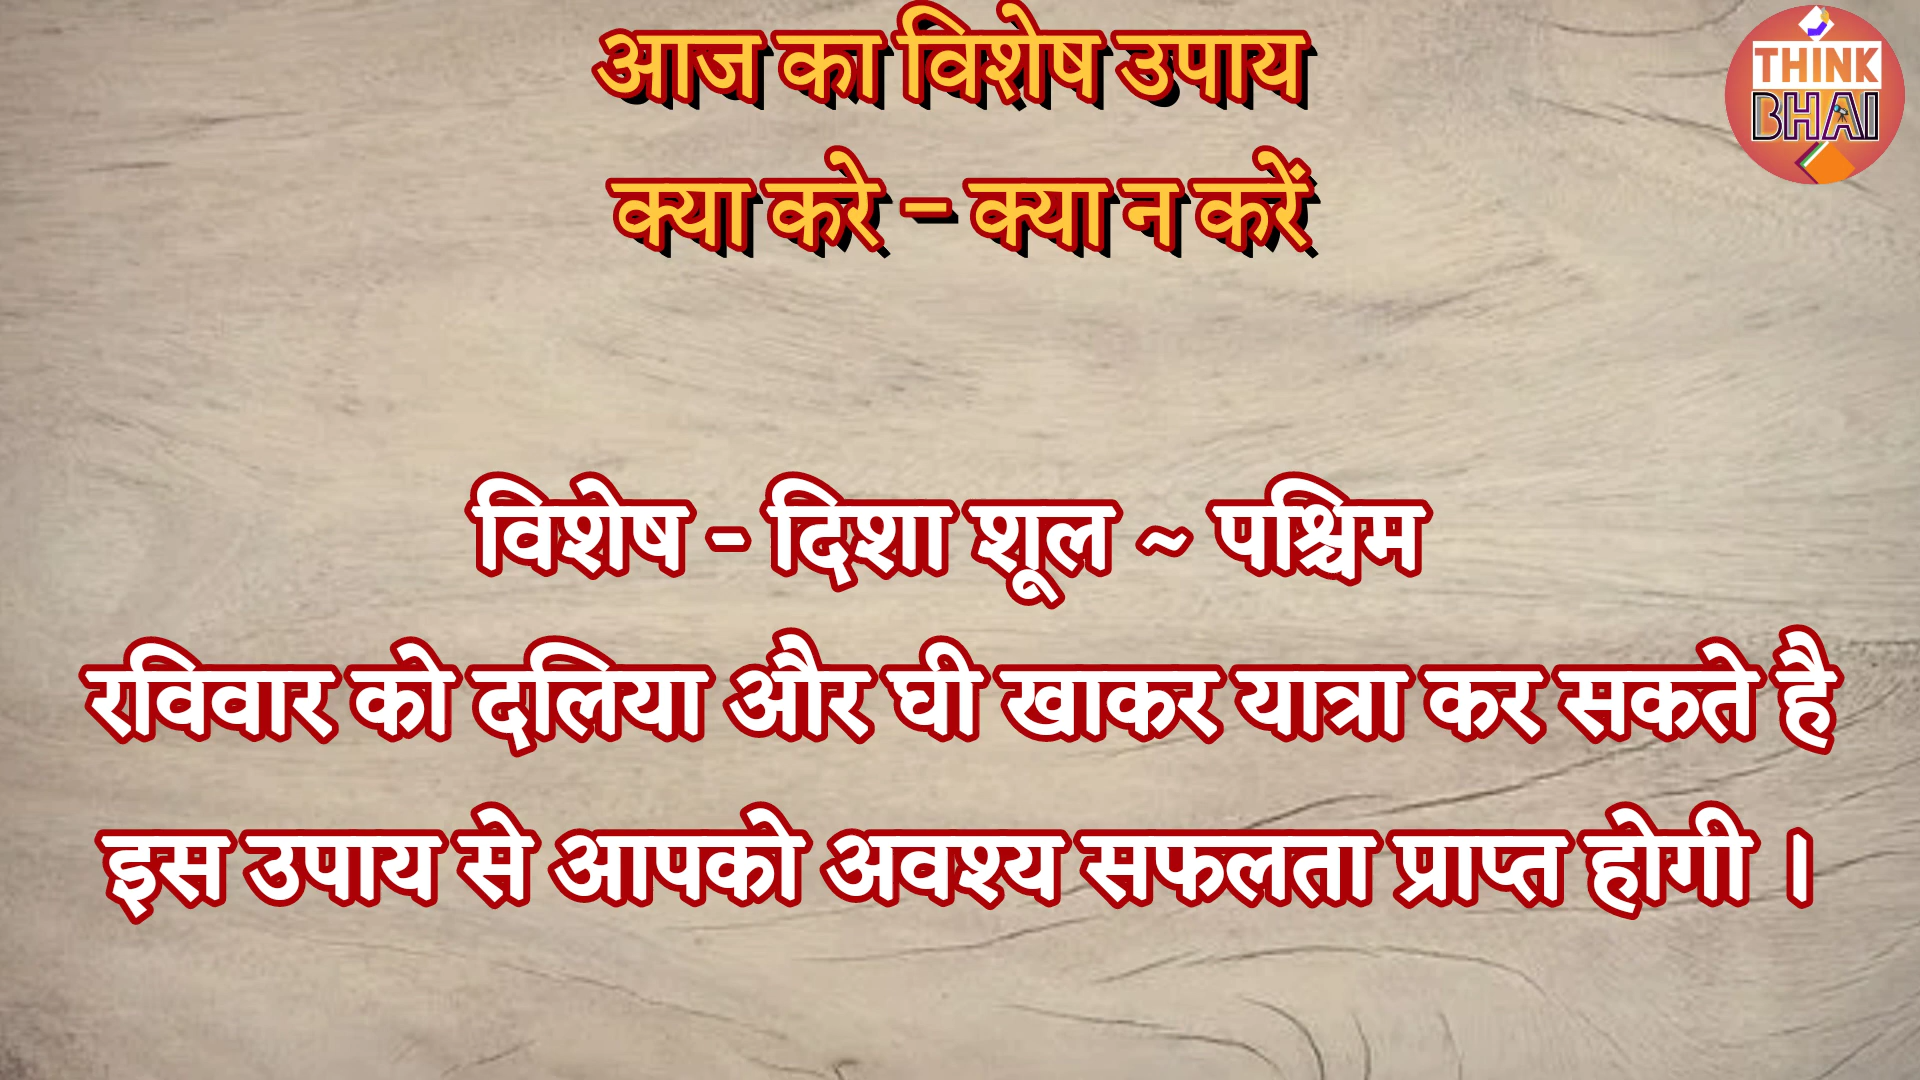 आज का विशेष उपाय
THINK
BHAI
क्या करे – क्या न करें
विशेष - दिशा शूल ~ पश्चिम
रविवार को दलिया और घी खाकर यात्रा कर सकते है
इस उपाय से आपको अवश्य सफलता प्राप्त होगी ।